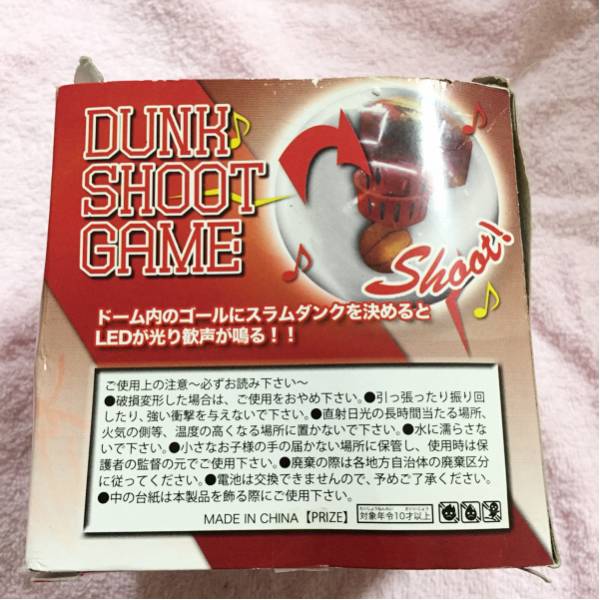 DUNK
SHOOT
GAME
Shoot!
ドーム内のゴールにスラムダンクを決めると
LEDが光り歓声が鳴る！！
ご使用上の注意～必ずお読み下さい～
●破損変形した場合は、ご使用をおやめ下さい。●引っ張ったり振り回
したり、強い衝撃を与えないで下さい。●直射日光の長時間当たる場所、
火気の側等、温度の高くなる場所に置かないで下さい。●水に濡らさな
いで下さい。●小さなお子様の手の届かない場所に保管し、使用時は保
護者の監督の元でご使用下さい。●廃棄の際は各地方自治体の廃棄区分
に従ってください。●電池は交換できませんので、予めご了承ください。
●中の台紙は本製品を飾る際にご使用下さい。
MADE IN CHINA【PRIZE】
対象年令10才以上